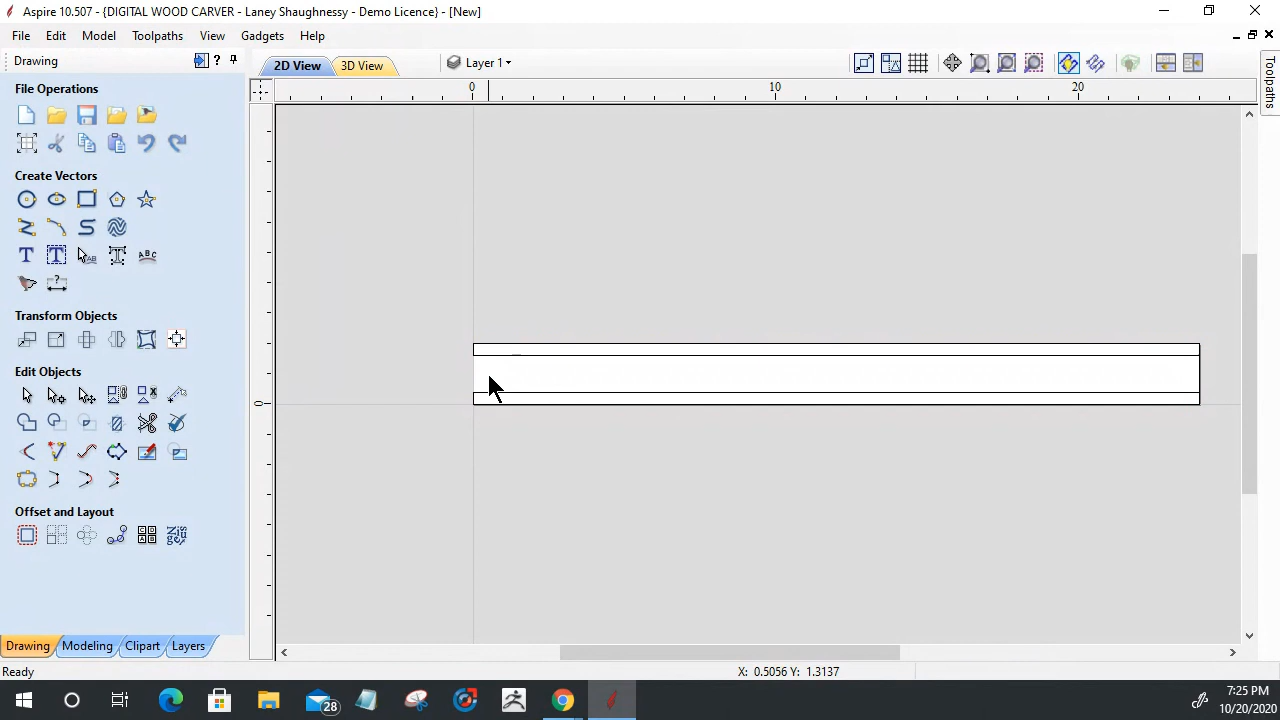 Aspire 10.507 - {DIGITAL WOOD CARVER - Laney Shaughnessy - Demo Licence} - [New]
File Edit Model Toolpaths View Gadgets Help
Drawing
2D View 3D View Layer 1
File Operations
0 10 20
Toolpaths
Create Vectors
Transform Objects
Edit Objects
0
Offset and Layout
Drawing Modeling Clipart Layers
Ready X: 0.5056 Y: 1.3137
28
7:25 PM
10/20/2020